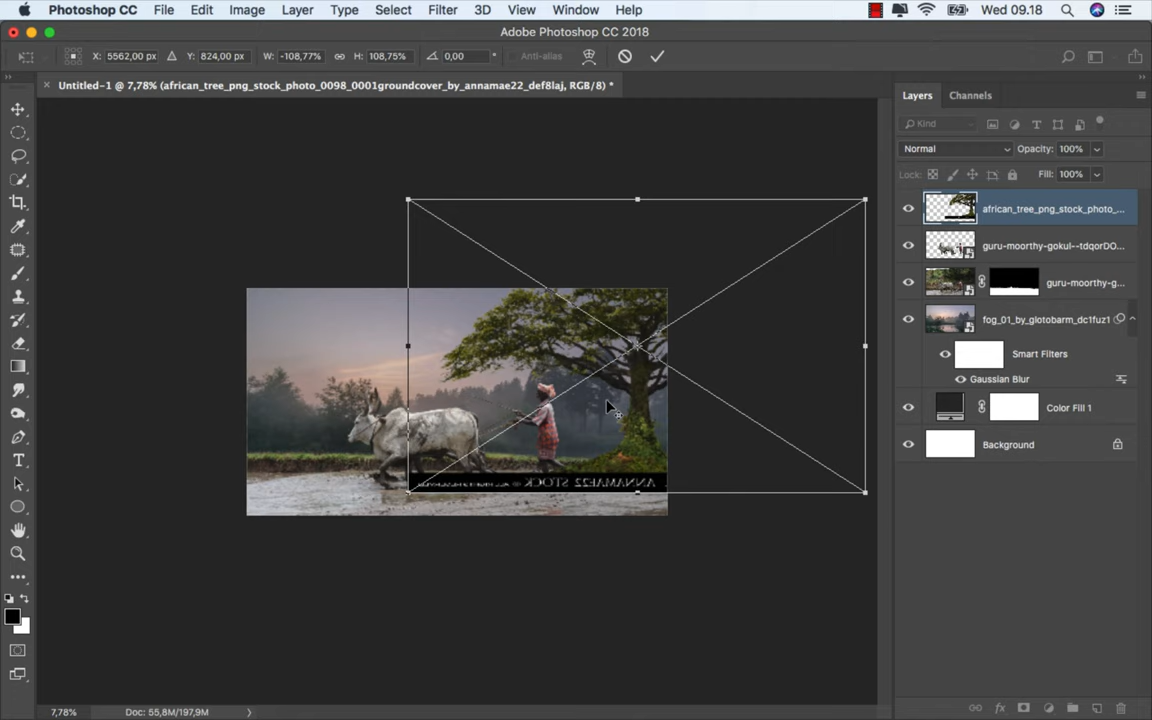 Photoshop CC File Edit Image Layer Type Select Filter 3D View Window Help Wed 09.18
Adobe Photoshop CC 2018
X: 5562,00 px Y: 824,00 px W: -108,77% H: 108,75% 0,00 ° Anti-alias
× Untitled-1 @ 7,78% (african_tree_png_stock_photo_0098_0001groundcover_by_annamae22_def8laj, RGB/8) *
Layers Channels
Kind
Normal Opacity: 100%
Lock: Fill: 100%
african_tree_png_stock_photo_...
guru-moorthy-gokul--tdqorDO...
guru-moorthy-g...
fog_01_by_glotobarm_dc1fuz1
Smart Filters
Gaussian Blur
Color Fill 1
Background
ANNAMAE22 STOCK
7,78% Doc: 55,8M/197,9M